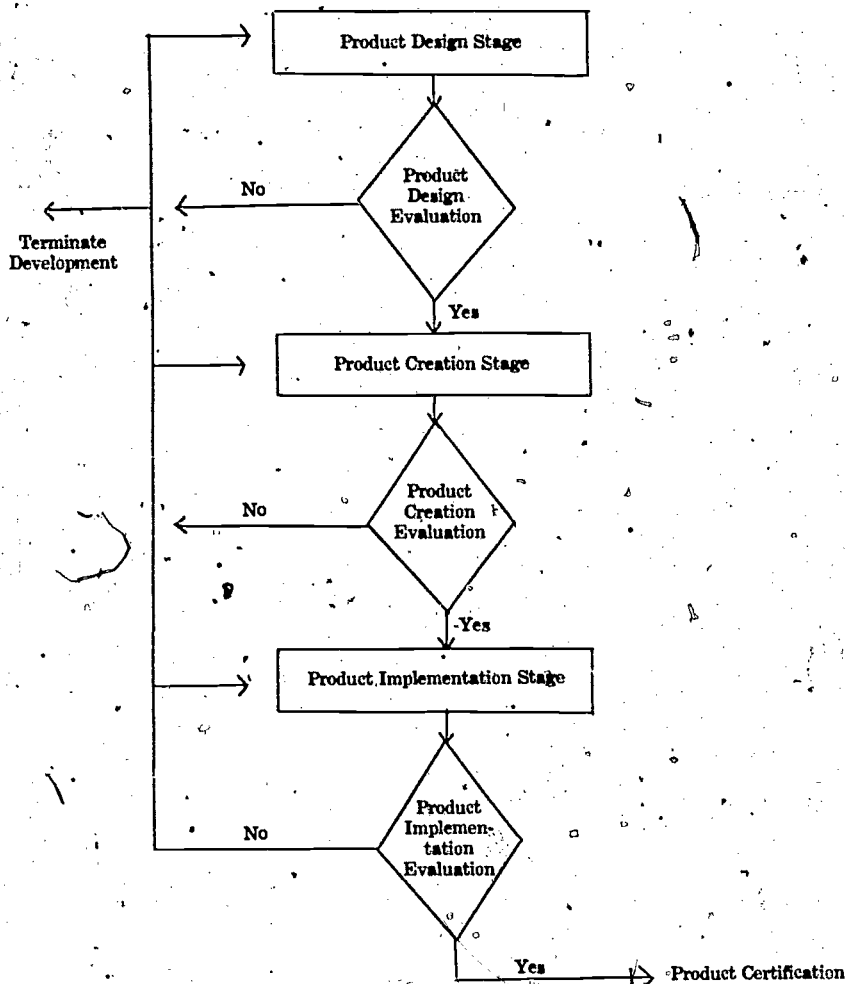 Product Design Stage
Product
Design
Evaluation
No
Terminate
Development
Yes
Product Creation Stage
Product
Creation
Evaluation
No
Yes
Product Implementation Stage
Product
Implemen-
tation
Evaluation
No
Yes
Product Certification